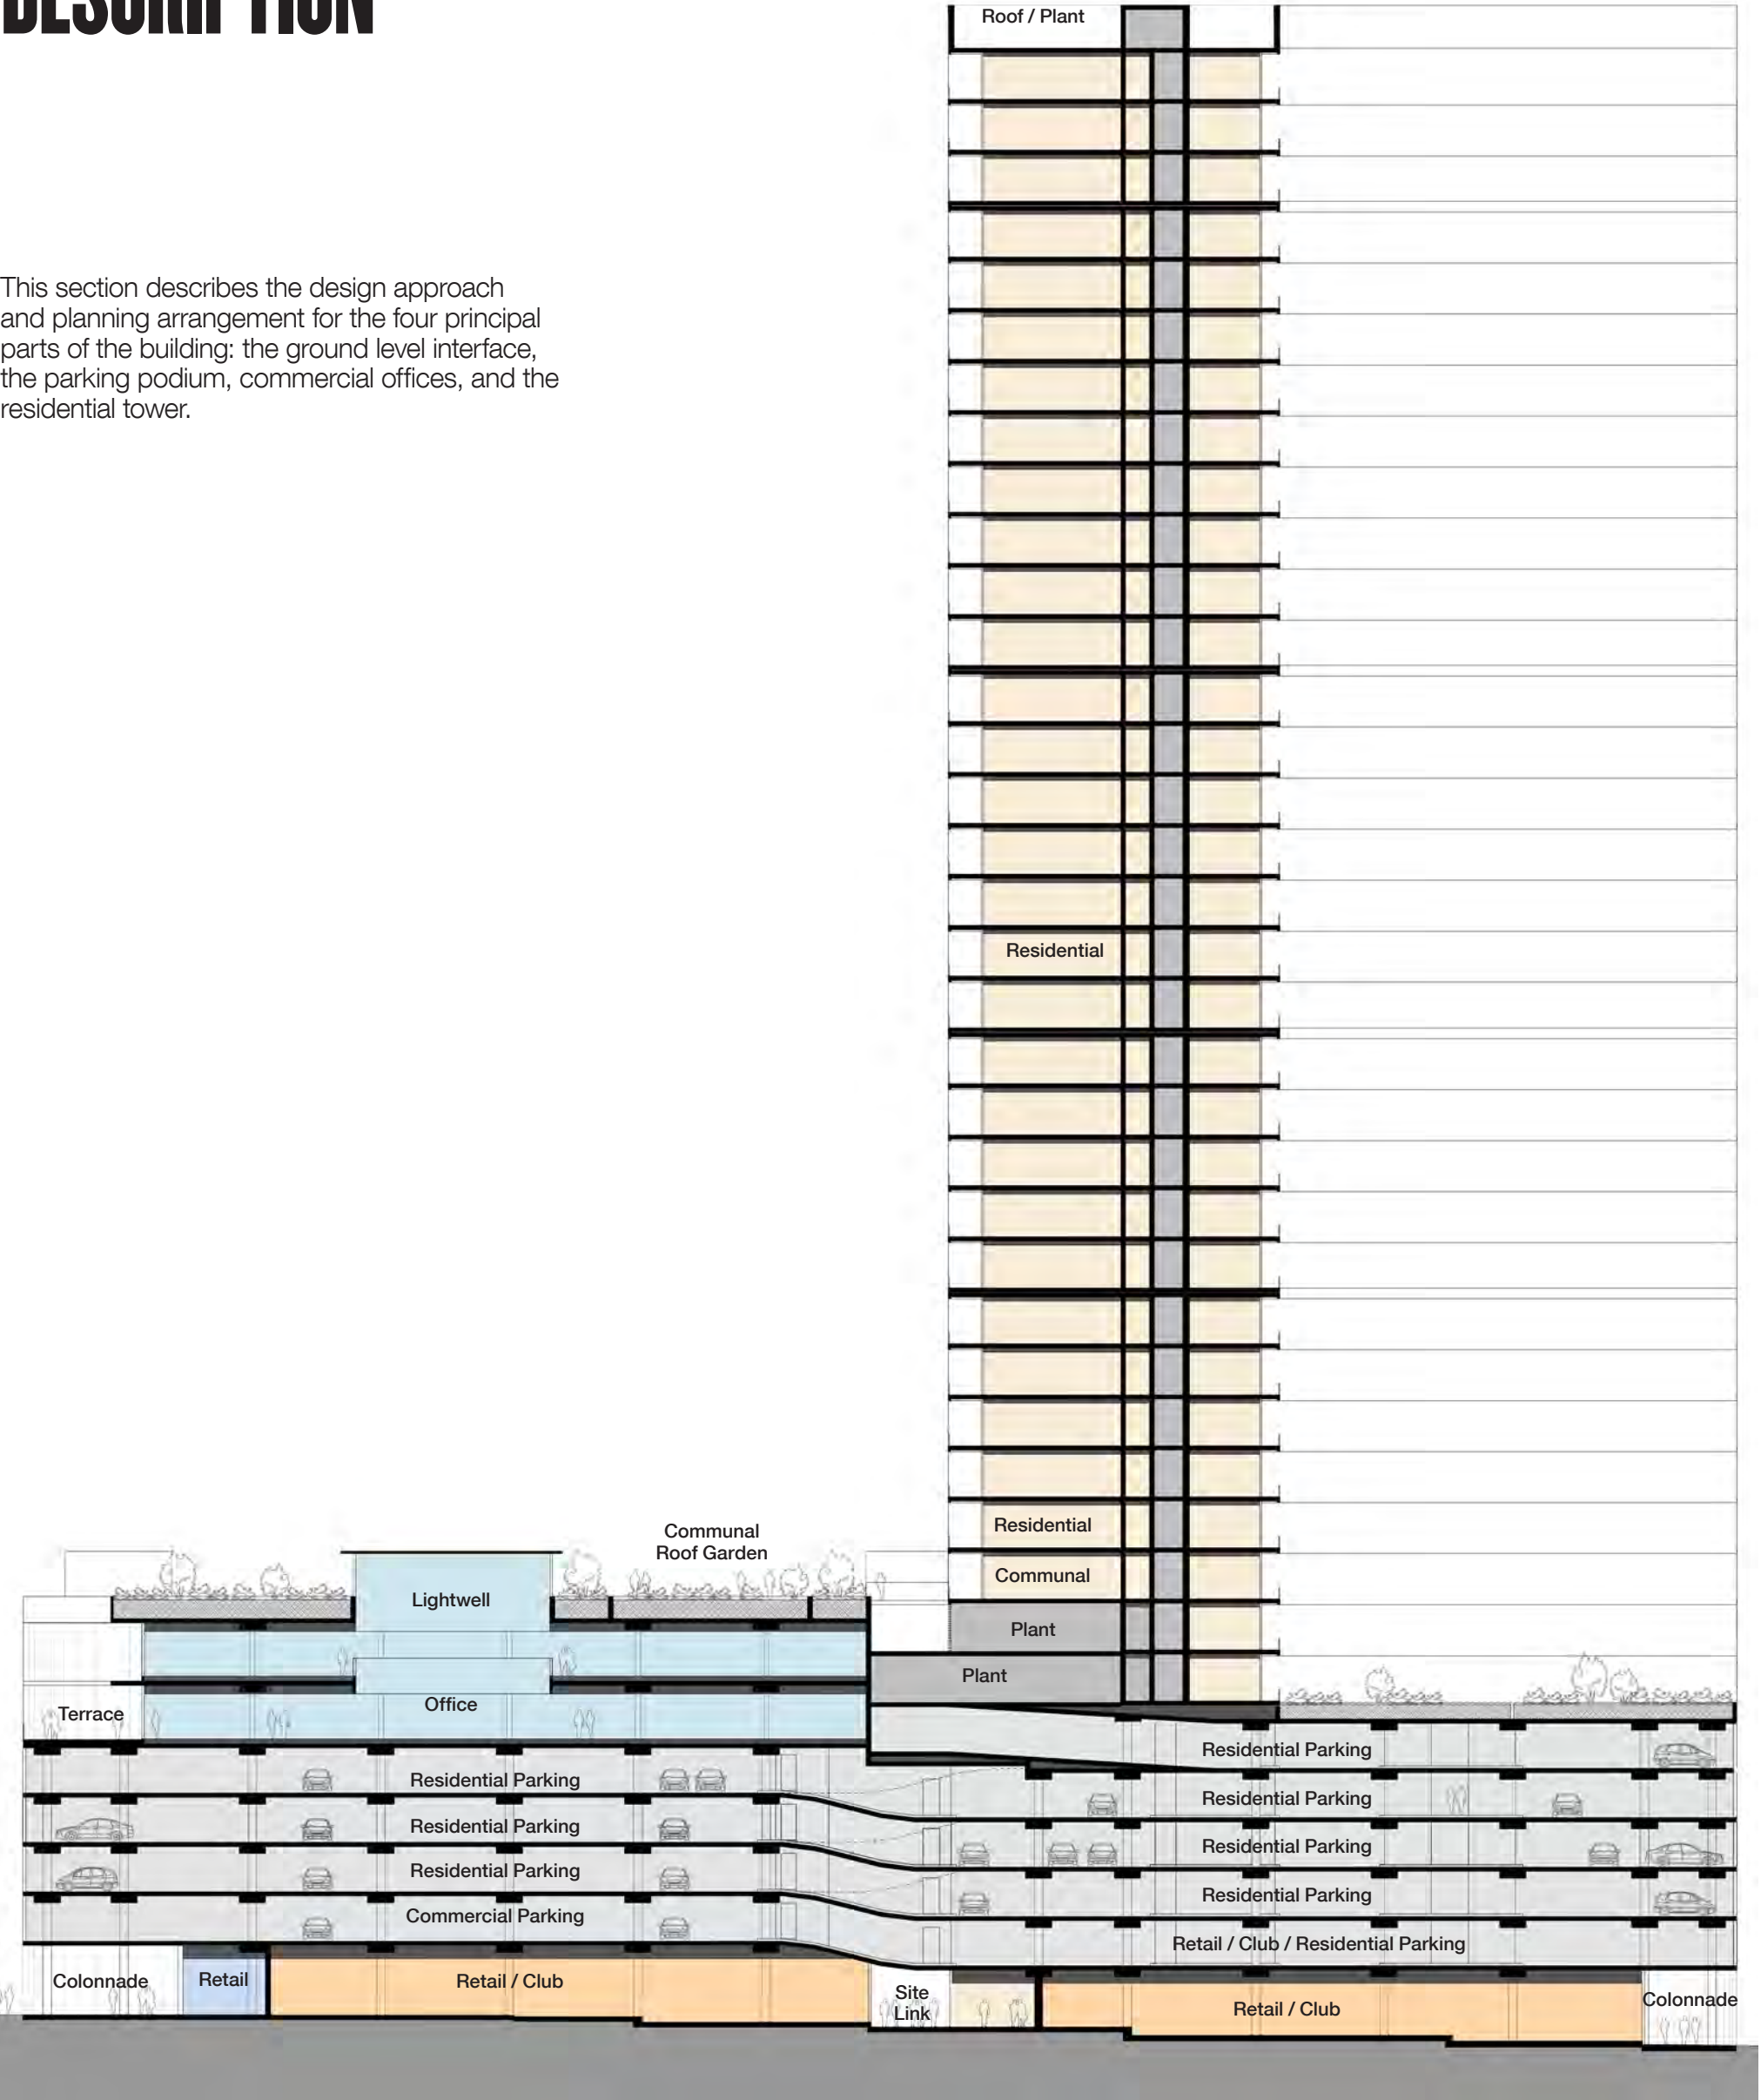 DESCRIPTION
Roof / Plant
This section describes the design approach
and planning arrangement for the four principal
parts of the building: the ground level interface,
the parking podium, commercial offices, and the
residential tower.
Residential
Residential
Communal
Communal
Roof Garden
Lightwell
Plant
Plant
Office
Terrace
Residential Parking
Residential Parking
Residential Parking
Commercial Parking
Residential Parking
Residential Parking
Residential Parking
Residential Parking
Retail / Club / Residential Parking
Colonnade
Retail
Retail / Club
Site
Link
Retail / Club
Colonnade